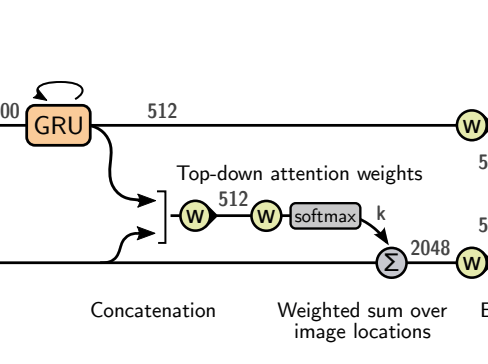 00
512
GRU
w
5
Top-down attention weights
512
w
w
softmax
k
5
Σ
2048
w
Concatenation
Weighted sum over
image locations
E